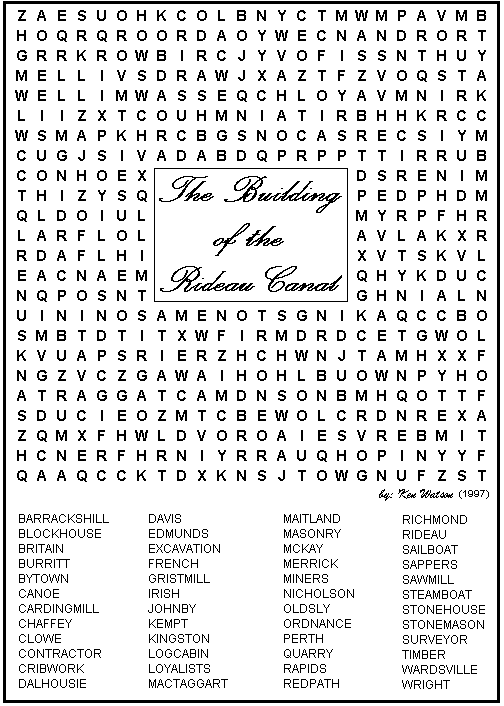 Z A E S U O H K C O L B N Y C T M W M P A V M B
H O Q R Q R O O R D A O Y W E C N A N D R O R T
G R R K R O W B I R C J Y V O F I S S N T H U Y
M E L L I V S D R A W J X A Z T F Z V O Q S T A
W E L L I M W A S S E Q C H L O Y A V M N I R K
L I I Z X T C O U H M N I A T I R B H H K R C C
W S M A P K H R C B G S N O C A S R E C S I Y M
C U G J S I V A D A B D Q P R P P T T I R R U B
C O N H O E X D S R E N I M
T H I Z Y S Q P E D P H D M
Q L D O I U L M Y R P F H R
L A R F L O L A V L A K X R
R D A F L H I X V T S K V L
E A C N A E M Q H Y K D U C
N Q P O S N T G H N I A L N
The Building
of the
Rideau Canal
U I N I N O S A M E N O T S G N I K A Q C C B O
S M B T D T I T X W F I R M D R D C E T G W O L
K V U A P S R I E R Z H C H W N J T A M H X X F
N G Z V C Z G A W A I H O H L B U O W N P Y H O
A T R A G G A T C A M D N S O N B M H Q O T T F
S D U C I E O Z M T C B E W O L C R D N R E X A
Z Q M X F H W L D V O R O A I E S V R E B M I T
H C N E R F H R N I Y R R A U Q H O P I N Y Y F
Q A A Q C C K T D X K N S J T O W G N U F Z S T
by: Ken Watson (1997)
BARRACKSHILL
BLOCKHOUSE
BRITAIN
BURRITT
BYTOWN
CANOE
CARDINGMILL
CHAFFEY
CLOWE
CONTRACTOR
CRIBWORK
DALHOUSIE
DAVIS
EDMUNDS
EXCAVATION
FRENCH
GRISTMILL
IRISH
JOHNBY
KEMPT
KINGSTON
LOGCABIN
LOYALISTS
MACTAGGART
MAITLAND
MASONRY
MCKAY
MERRICK
MINERS
NICHOLSON
OLDSLY
ORDNANCE
PERTH
QUARRY
RAPIDS
REDPATH
RICHMOND
RIDEAU
SAILBOAT
SAPPERS
SAWMILL
STEAMBOAT
STONEHOUSE
STONEMASON
SURVEYOR
TIMBER
WARDSVILLE
WRIGHT